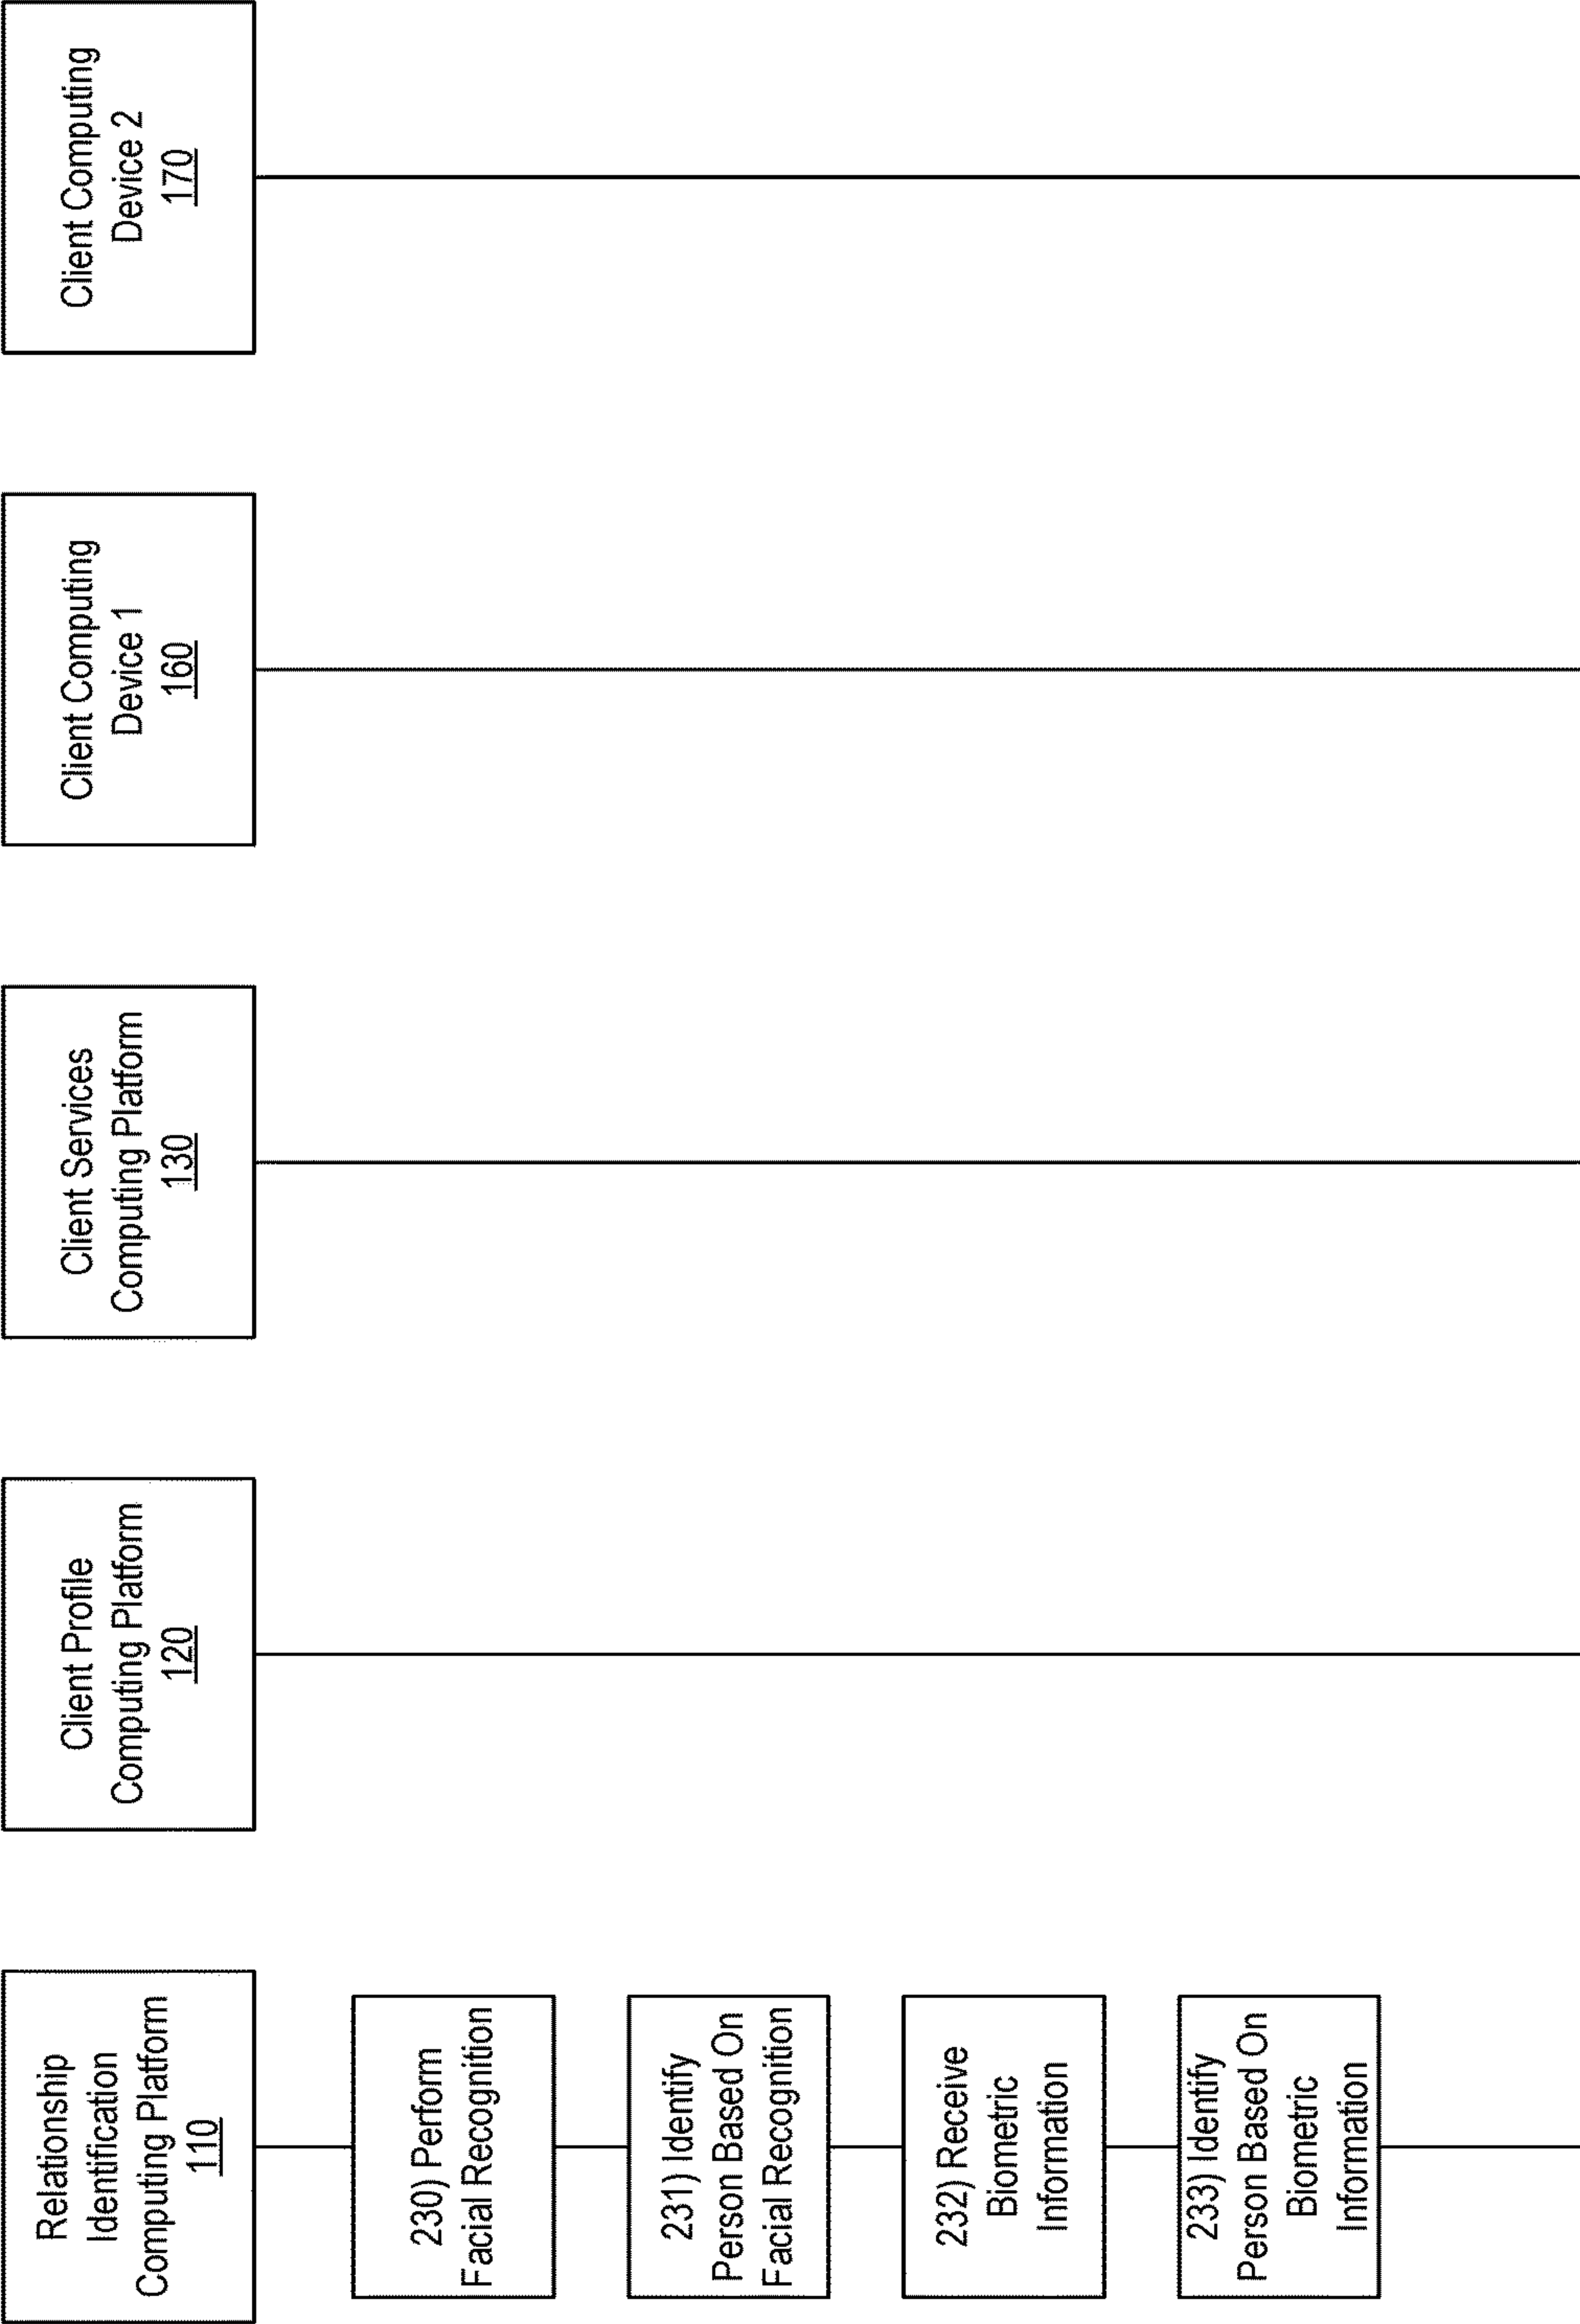 Relationship
Identification
Computing Platform
110
Client Profile
Computing Platform
120
Client Services
Computing Platform
130
Client Computing
Device 1
160
Client Computing
Device 2
170
230) Perform
Facial Recognition
231) Identify
Person Based On
Facial Recognition
232) Receive
Biometric
Information
233) Identify
Person Based On
Biometric
Information